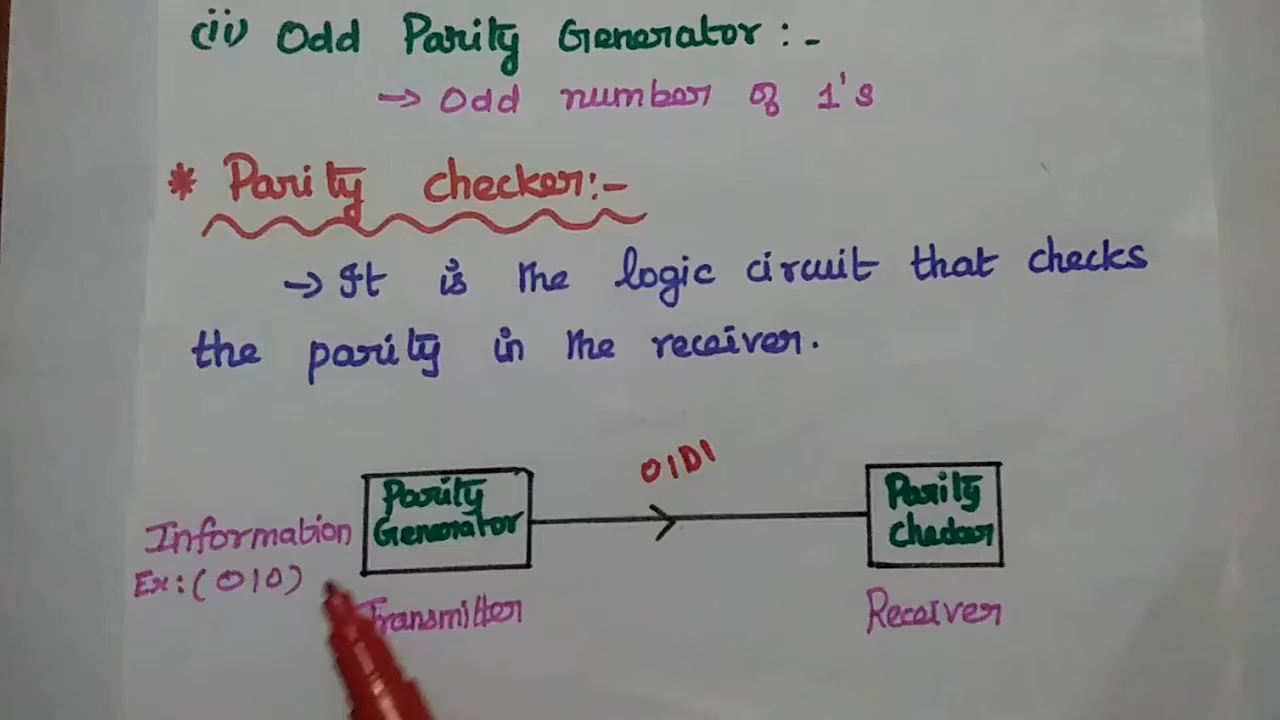 (ii) Odd Parity Generator :-
→ Odd number of 1's
* Parity checker:-
→ It is the logic circuit that checks
the parity in the receiver.
0101
Parity
Generator
Parity
Checker
Information
Ex: (010)
Transmitter
Receiver